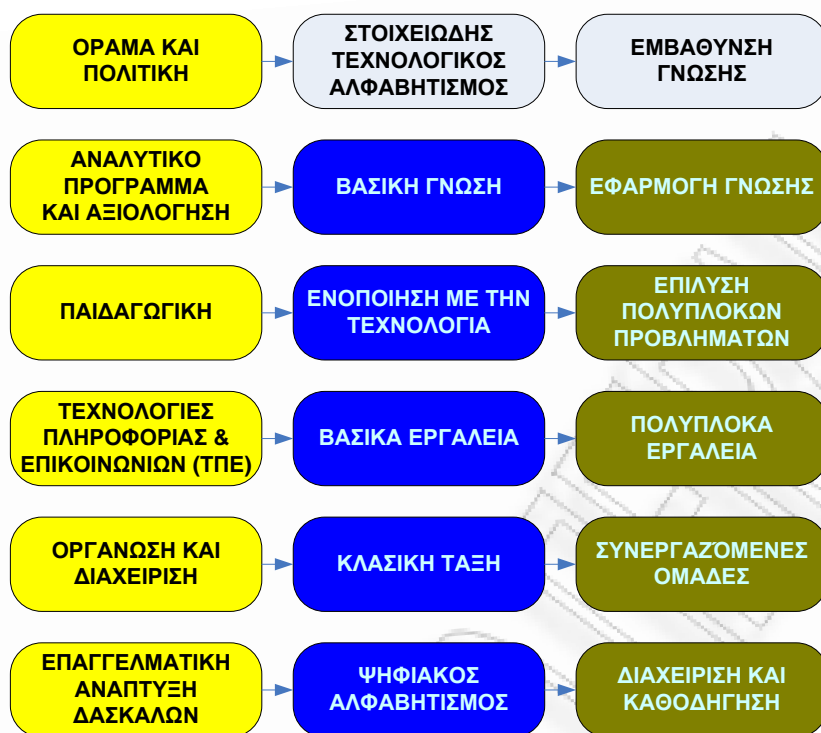 ΟΡΑΜΑ ΚΑΙ
ΠΟΛΙΤΙΚΗ
ΣΤΟΙΧΕΙΩΔΗΣ
ΤΕΧΝΟΛΟΓΙΚΟΣ
ΑΛΦΑΒΗΤΙΣΜΟΣ
ΕΜΒΑΘΥΝΣΗ
ΓΝΩΣΗΣ
ΑΝΑΛΥΤΙΚΟ
ΠΡΟΓΡΑΜΜΑ
ΚΑΙ ΑΞΙΟΛΟΓΗΣΗ
ΒΑΣΙΚΗ ΓΝΩΣΗ
ΕΦΑΡΜΟΓΗ ΓΝΩΣΗΣ
ΠΑΙΔΑΓΩΓΙΚΗ
ΕΝΟΠΟΙΗΣΗ ΜΕ ΤΗΝ
ΤΕΧΝΟΛΟΓΙΑ
ΕΠΙΛΥΣΗ
ΠΟΛΥΠΛΟΚΩΝ
ΠΡΟΒΛΗΜΑΤΩΝ
ΤΕΧΝΟΛΟΓΙΕΣ
ΠΛΗΡΟΦΟΡΙΑΣ &
ΕΠΙΚΟΙΝΩΝΙΩΝ (ΤΠΕ)
ΒΑΣΙΚΑ ΕΡΓΑΛΕΙΑ
ΠΟΛΥΠΛΟΚΑ
ΕΡΓΑΛΕΙΑ
ΟΡΓΑΝΩΣΗ ΚΑΙ
ΔΙΑΧΕΙΡΙΣΗ
ΚΛΑΣΙΚΗ ΤΑΞΗ
ΣΥΝΕΡΓΑΖΌΜΕΝΕΣ
ΟΜΑΔΕΣ
ΕΠΑΓΓΕΛΜΑΤΙΚΗ
ΑΝΑΠΤΥΞΗ
ΔΑΣΚΑΛΩΝ
ΨΗΦΙΑΚΟΣ
ΑΛΦΑΒΗΤΙΣΜΟΣ
ΔΙΑΧΕΙΡΙΣΗ ΚΑΙ
ΚΑΘΟΔΗΓΗΣΗ